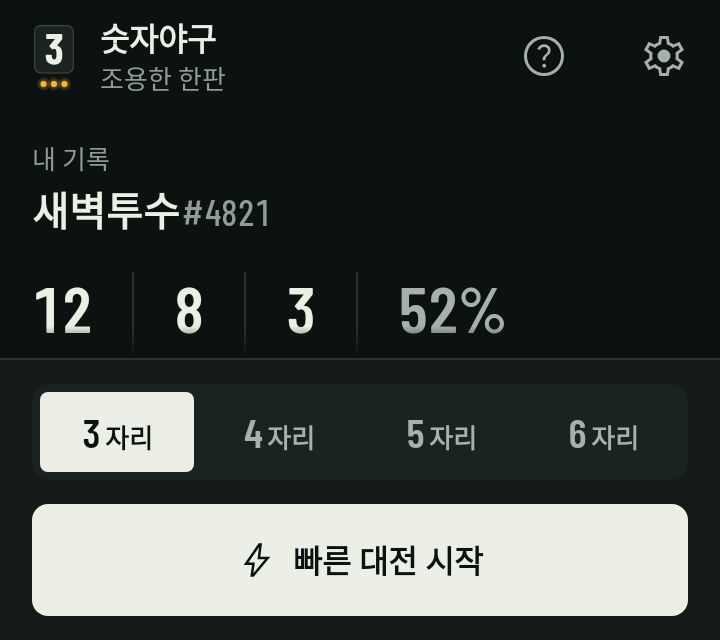 3
숫자야구
조용한 한판
내 기록
새벽투수#4821
12 8 3 52%
3자리 4자리 5자리 6자리
빠른 대전 시작